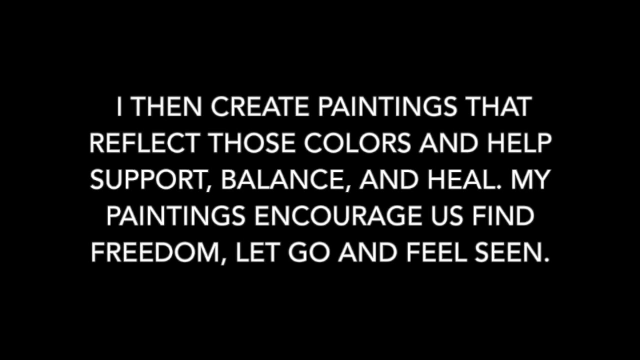 I THEN CREATE PAINTINGS THAT
REFLECT THOSE COLORS AND HELP
SUPPORT, BALANCE, AND HEAL. MY
PAINTINGS ENCOURAGE US FIND
FREEDOM, LET GO AND FEEL SEEN.